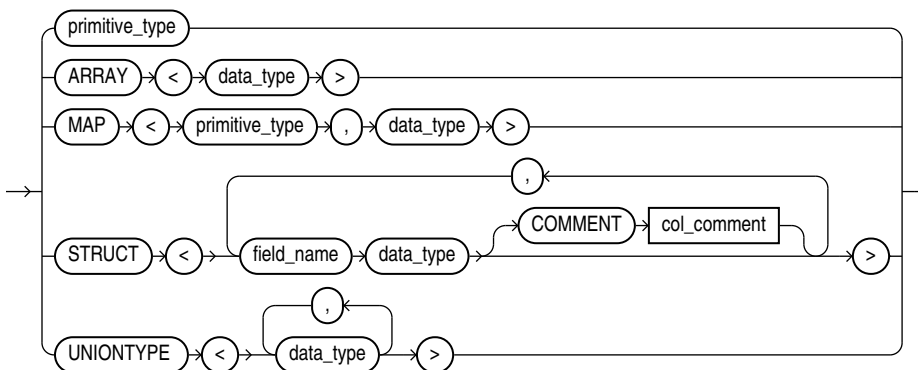 primitive_type
ARRAY < data_type >
MAP < primitive_type , data_type >
,
COMMENT col_comment
STRUCT < field_name data_type >
,
UNIONTYPE < data_type >